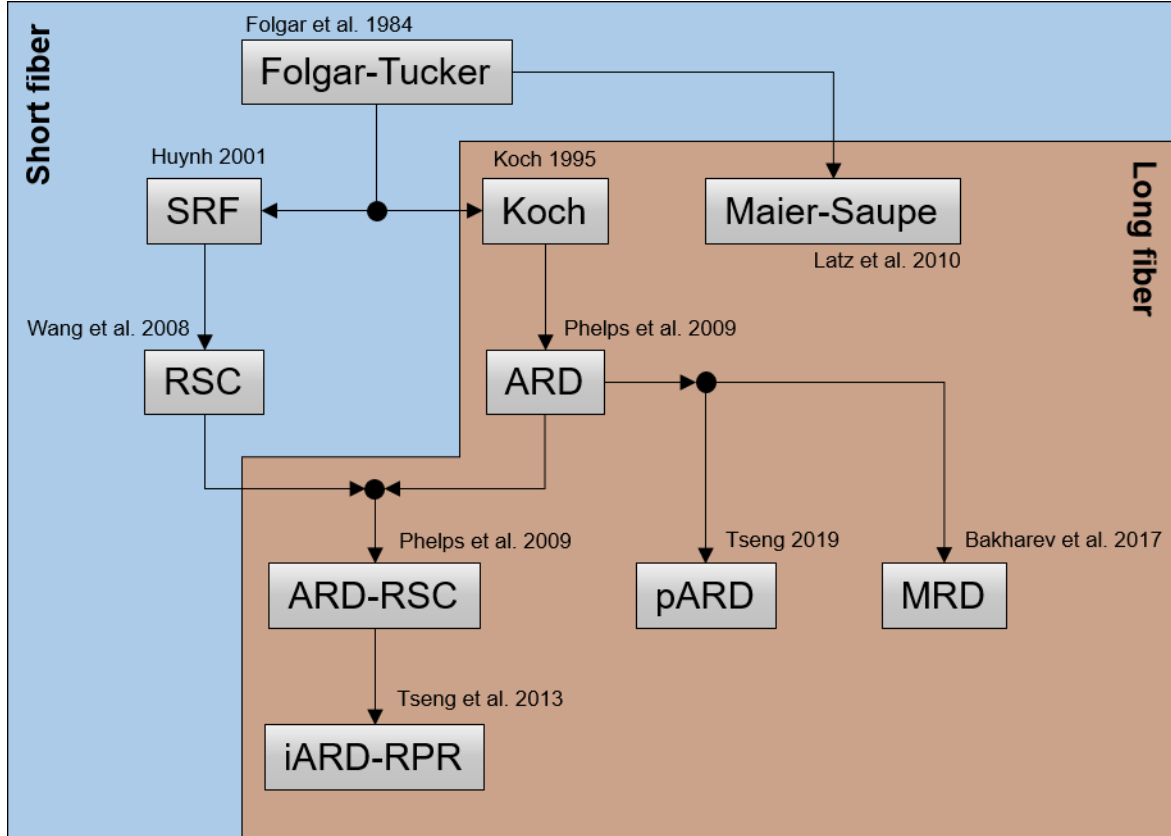 Folgar et al. 1984
Folgar-Tucker
Short fiber
Huynh 2001
SRF
Koch 1995
Koch
Maier-Saupe
Latz et al. 2010
Long fiber
Wang et al. 2008
RSC
Phelps et al. 2009
ARD
Phelps et al. 2009
ARD-RSC
Tseng 2019
pARD
Bakharev et al. 2017
MRD
Tseng et al. 2013
iARD-RPR